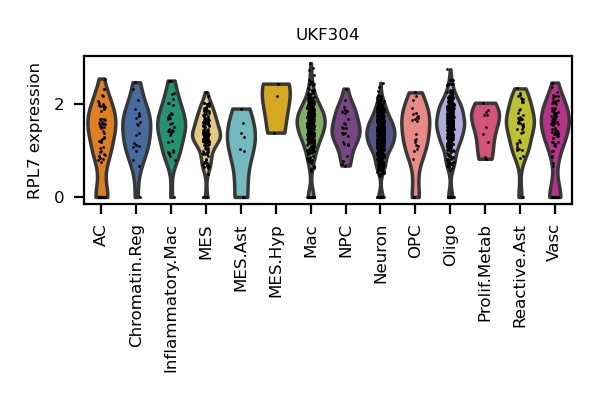 UKF304
RPL7 expression
2
0
AC
Chromatin.Reg
Inflammatory.Mac
MES
MES.Ast
MES.Hyp
Mac
NPC
Neuron
OPC
Oligo
Prolif.Metab
Reactive.Ast
Vasc